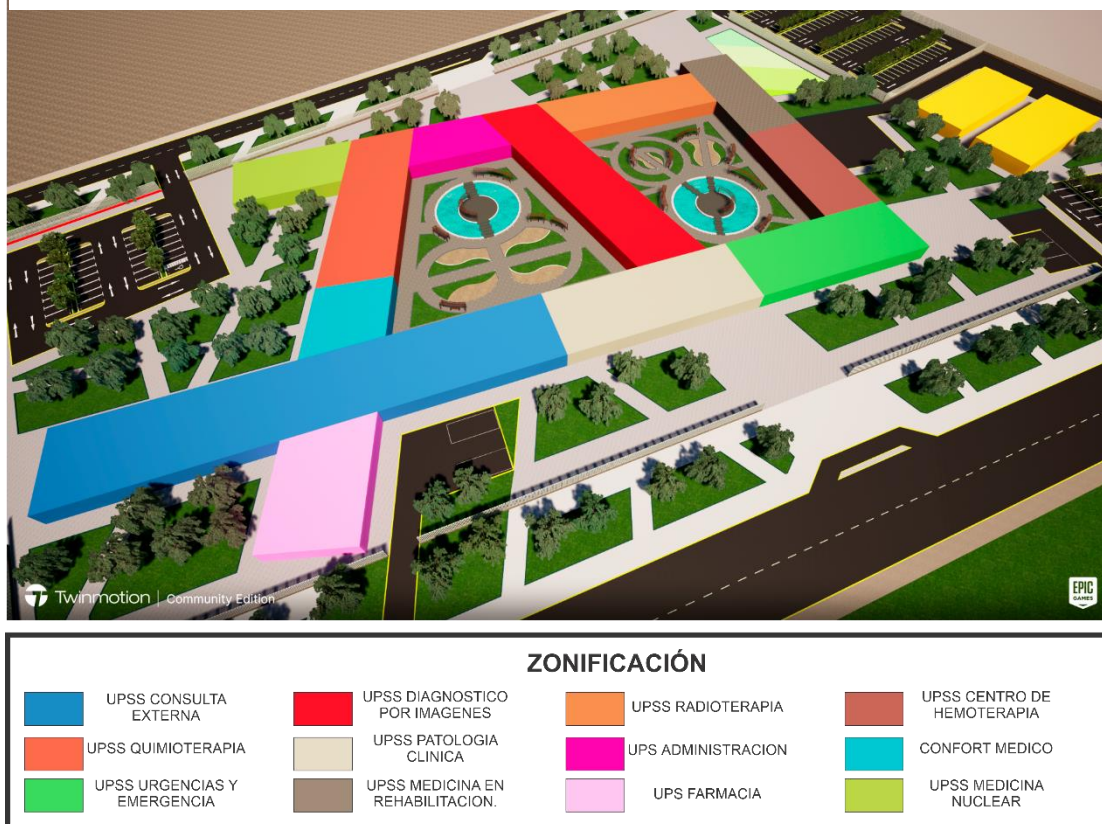 Twinmotion | Community Edition
EPIC
GAMES
ZONIFICACIÓN
UPSS CONSULTA
EXTERNA
UPSS DIAGNOSTICO
POR IMAGENES
UPSS RADIOTERAPIA
UPSS CENTRO DE
HEMOTERAPIA
UPSS QUIMIOTERAPIA
UPSS PATOLOGIA
CLINICA
UPS ADMINISTRACION
CONFORT MEDICO
UPSS URGENCIAS Y
EMERGENCIA
UPSS MEDICINA EN
REHABILITACION.
UPS FARMACIA
UPSS MEDICINA
NUCLEAR